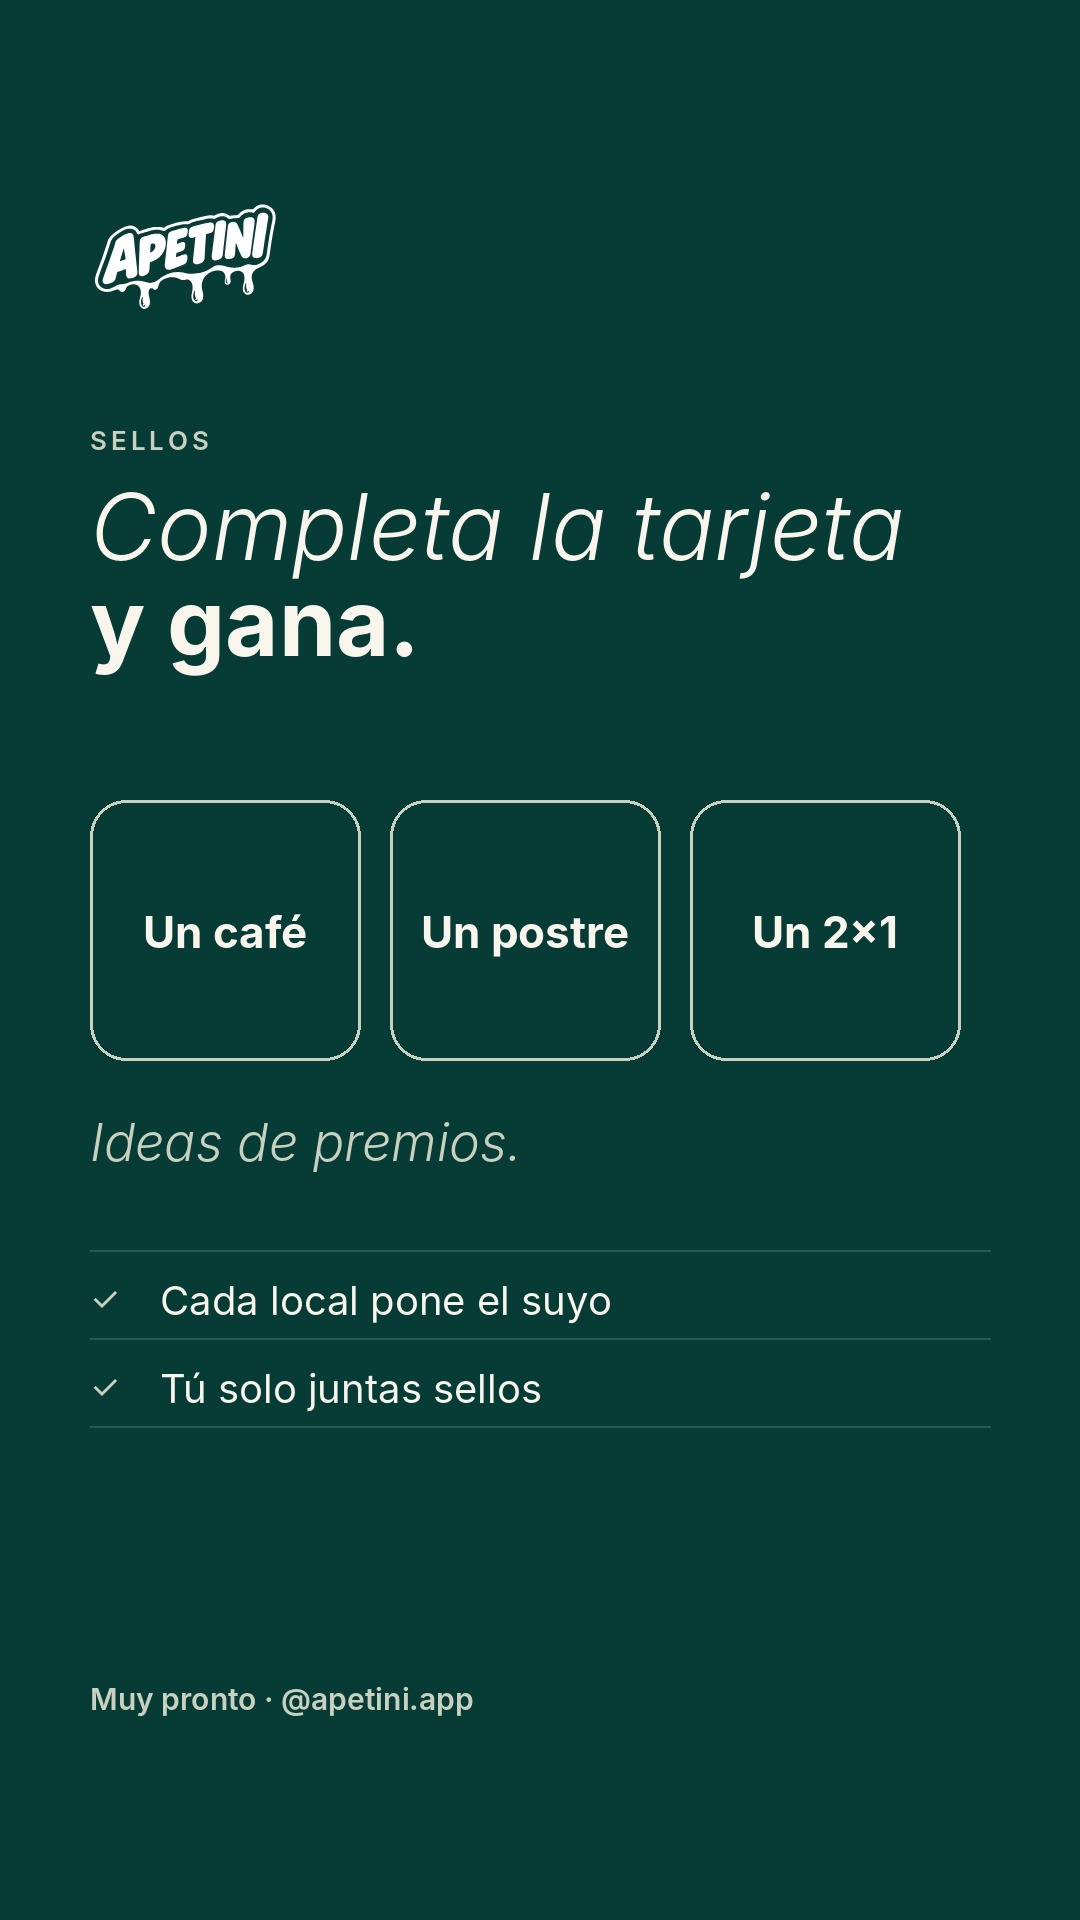 APETINI
SELLOS
Completa la tarjeta
y gana.
Un café
Un postre
Un 2×1
Ideas de premios.
Cada local pone el suyo
Tú solo juntas sellos
Muy pronto · @apetini.app